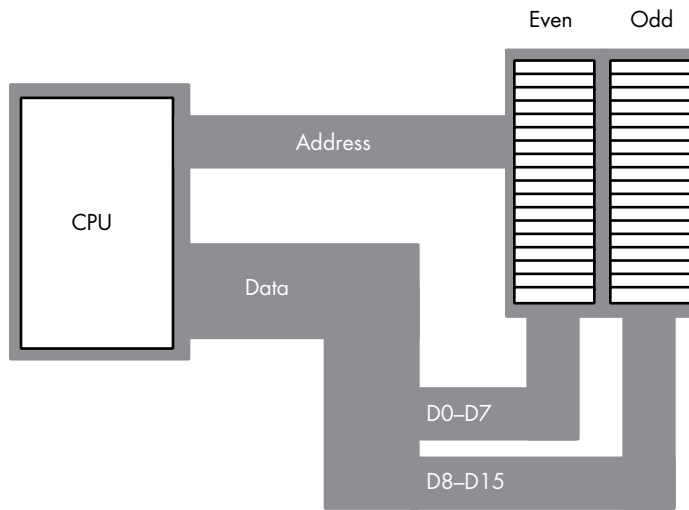 Even Odd
Address
CPU
Data
D0–D7
D8–D15